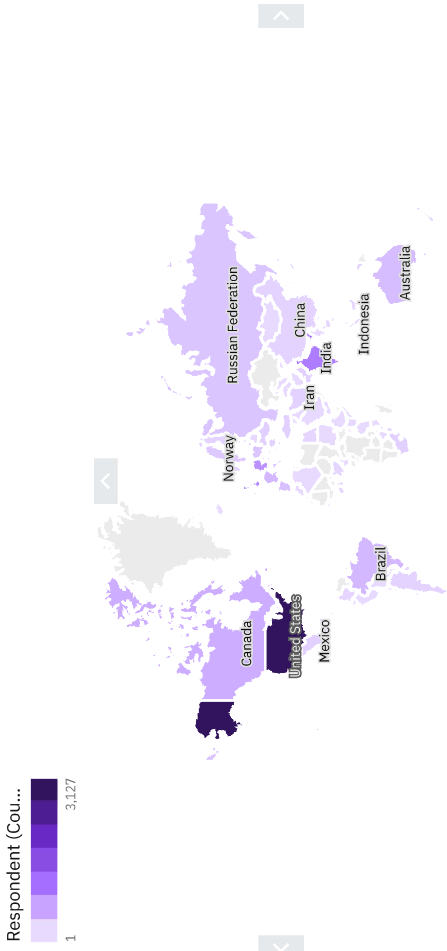 Respondent (Cou...
1
3,127
Canada
United States
Mexico
Brazil
Norway
Russian Federation
Iran
India
China
Indonesia
Australia